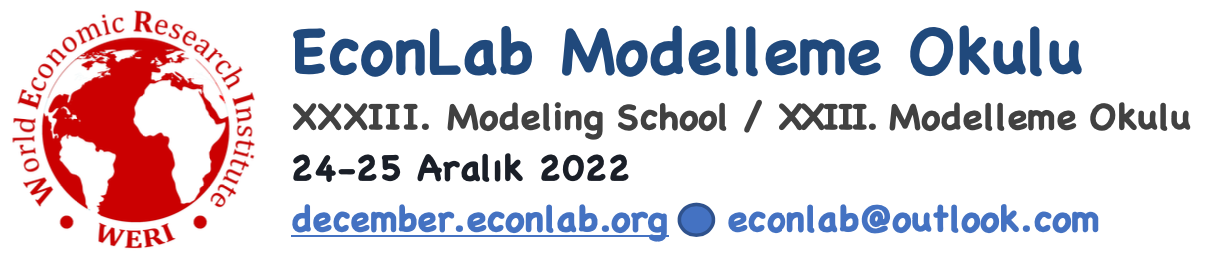 World Economic Research Institute
WERI
EconLab Modelleme Okulu
XXXIII. Modeling School / XXIII. Modelleme Okulu
24-25 Aralık 2022
december.econlab.org econlab@outlook.com